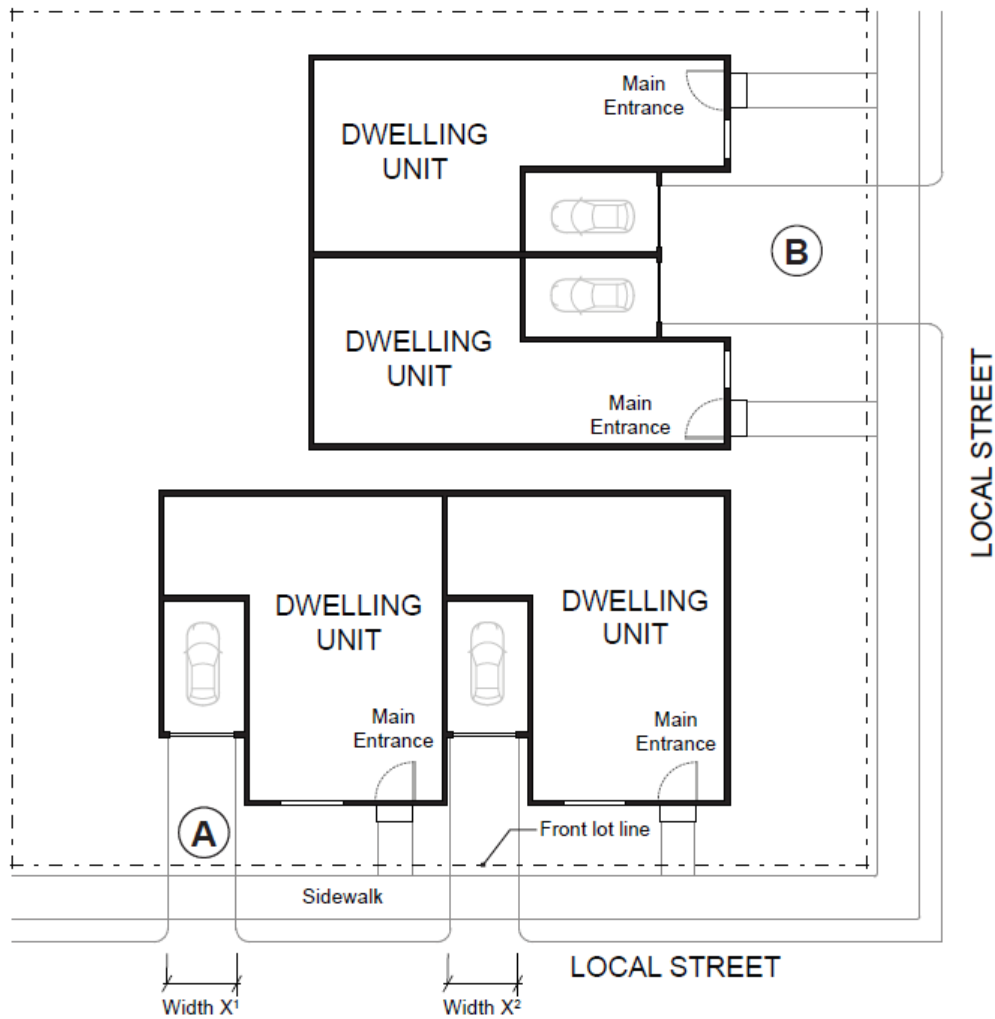 Main
Entrance
DWELLING
UNIT
B
DWELLING
UNIT
Main
Entrance
LOCAL STREET
DWELLING
UNIT
DWELLING
UNIT
Main
Entrance
Main
Entrance
A
Front lot line
Sidewalk
LOCAL STREET
Width X¹
Width X²